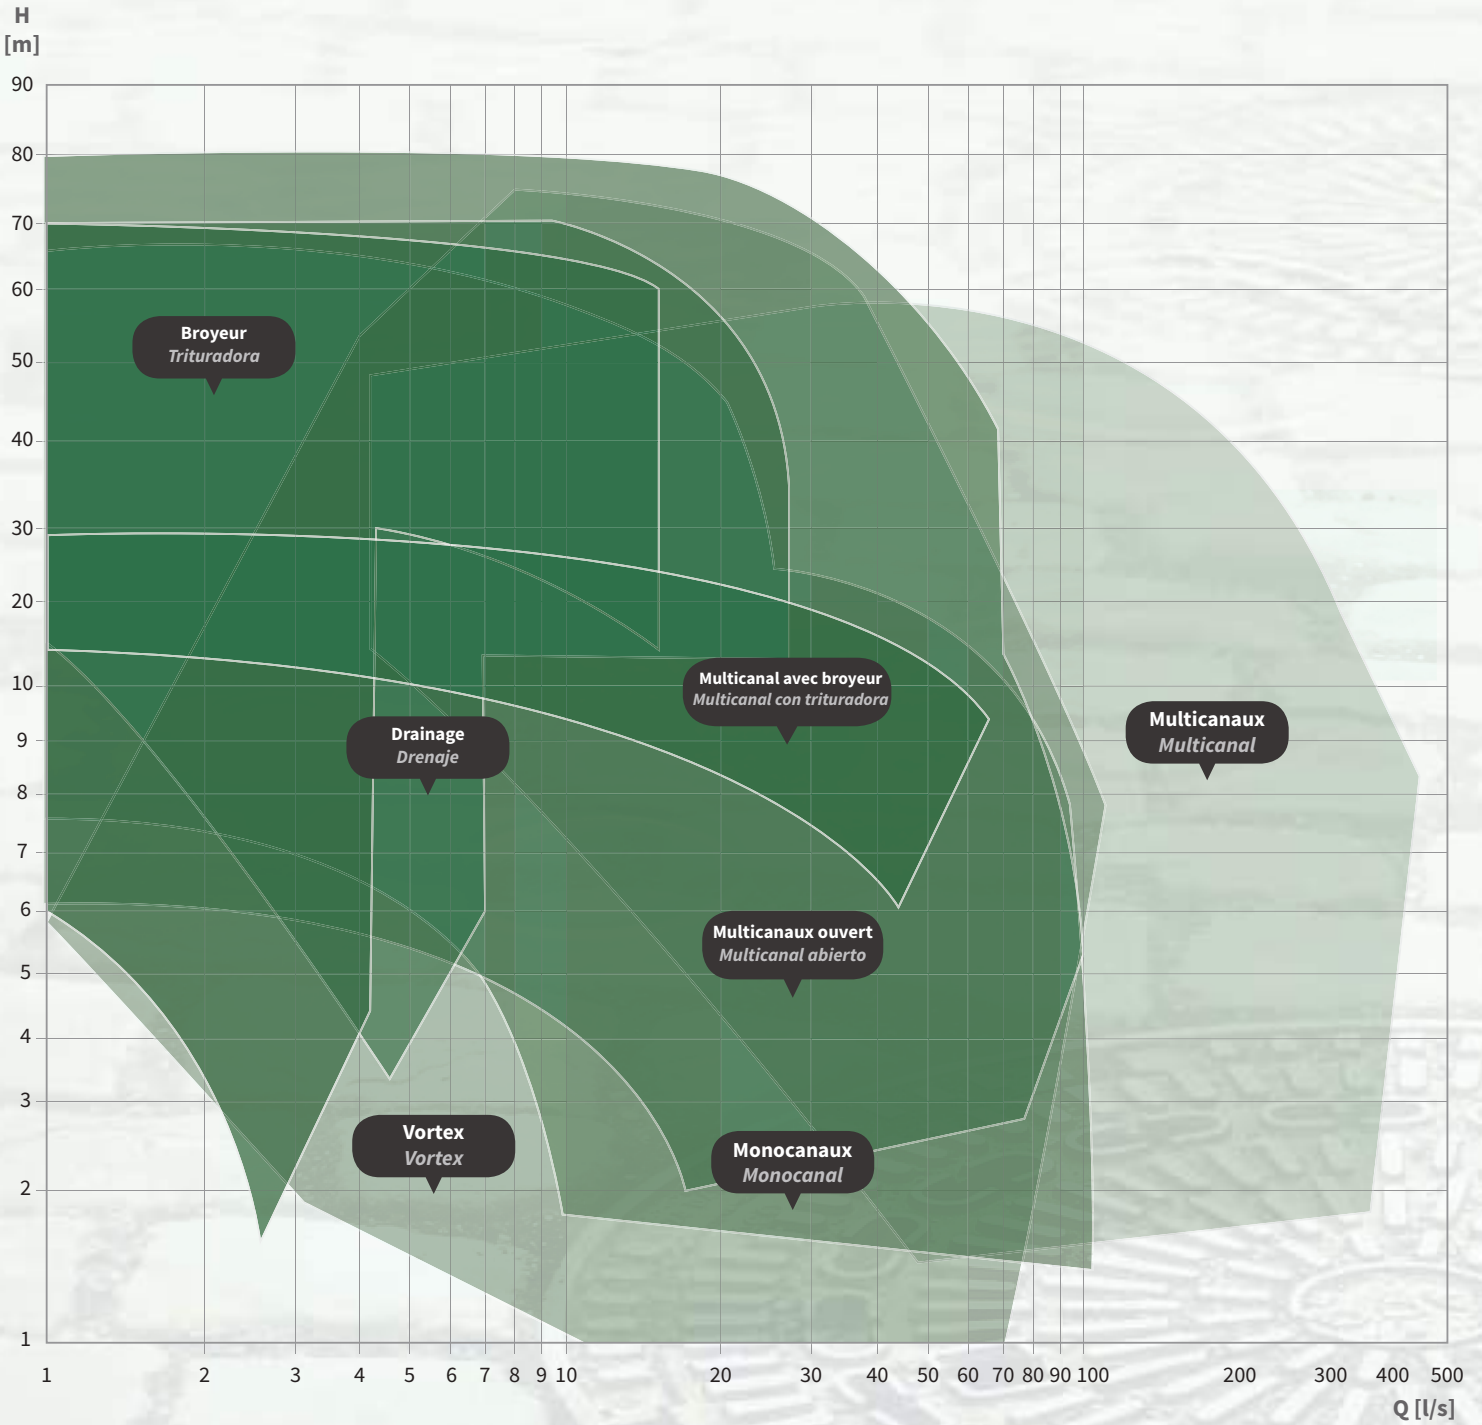 H
[m]
90
80
70
60
50
40
30
20
10
9
8
7
6
5
4
3
2
1
Broyeur
Trituradora
Multicanal avec broyeur
Multicanal con trituradora
Drainage
Drenaje
Multicanaux
Multicanal
Multicanaux ouvert
Multicanal abierto
Vortex
Vortex
Monocanaux
Monocanal
1 2 3 4 5 6 7 8 9 10 20 30 40 50 60 70 80 90 100 200 300 400 500
Q [l/s]